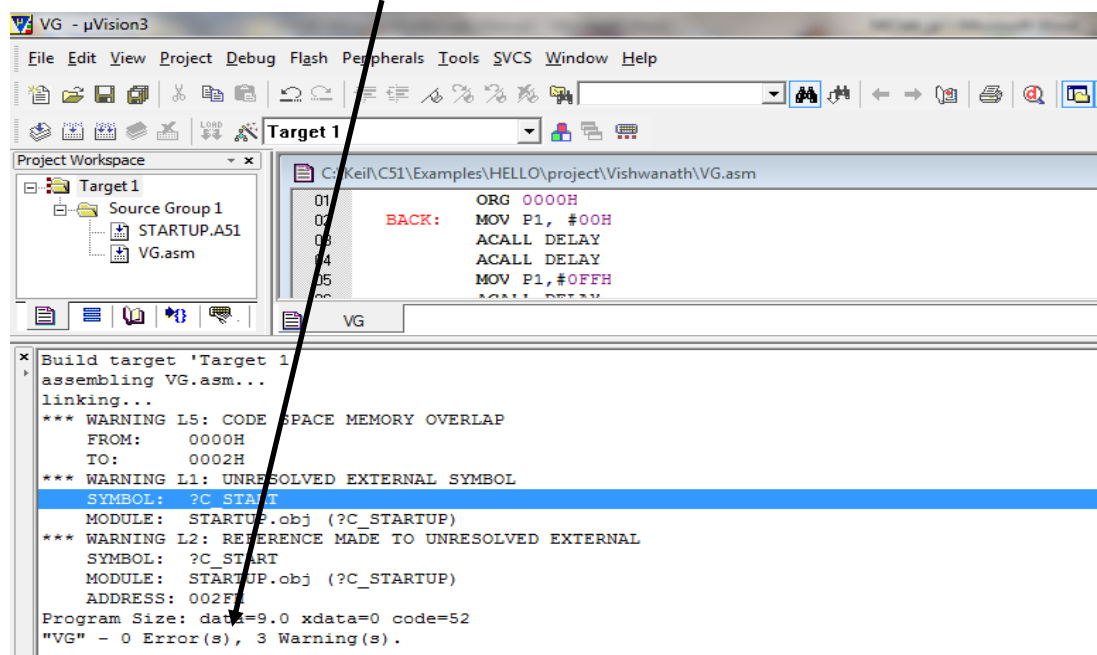 VG - µVision3
File Edit View Project Debug Flash Peripherals Tools SVCS Window Help
LOAD
Target 1
Project Workspace
Target 1
Source Group 1
STARTUP.A51
VG.asm
C:\Keil\C51\Examples\HELLO\project\Vishwanath\VG.asm
01 ORG 0000H
02 BACK: MOV P1, #00H
03 ACALL DELAY
04 ACALL DELAY
05 MOV P1,#0FFH
06 ACALL DELAY
VG
Build target 'Target 1'
assembling VG.asm...
linking...
*** WARNING L5: CODE SPACE MEMORY OVERLAP
FROM: 0000H
TO: 0002H
*** WARNING L1: UNRESOLVED EXTERNAL SYMBOL
SYMBOL: ?C_START
MODULE: STARTUP.obj (?C_STARTUP)
*** WARNING L2: REFERENCE MADE TO UNRESOLVED EXTERNAL
SYMBOL: ?C_START
MODULE: STARTUP.obj (?C_STARTUP)
ADDRESS: 002FH
Program Size: data=9.0 xdata=0 code=52
"VG" - 0 Error(s), 3 Warning(s).